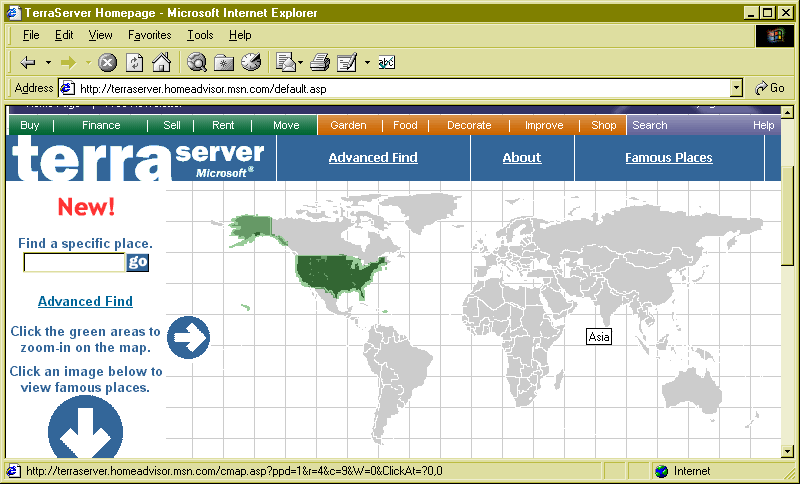 TerraServer Homepage - Microsoft Internet Explorer
File Edit View Favorites Tools Help
Address http://terraserver.homeadvisor.msn.com/default.asp Go
Buy Finance Sell Rent Move Garden Food Decorate Improve Shop Search Help
terra server
Microsoft®
Advanced Find About Famous Places
New!
Find a specific place.
go
Advanced Find
Click the green areas to
zoom-in on the map.
Click an image below to
view famous places.
Asia
http://terraserver.homeadvisor.msn.com/cmap.asp?ppd=1&r=4&c=9&W=0&ClickAt=?0,0 Internet